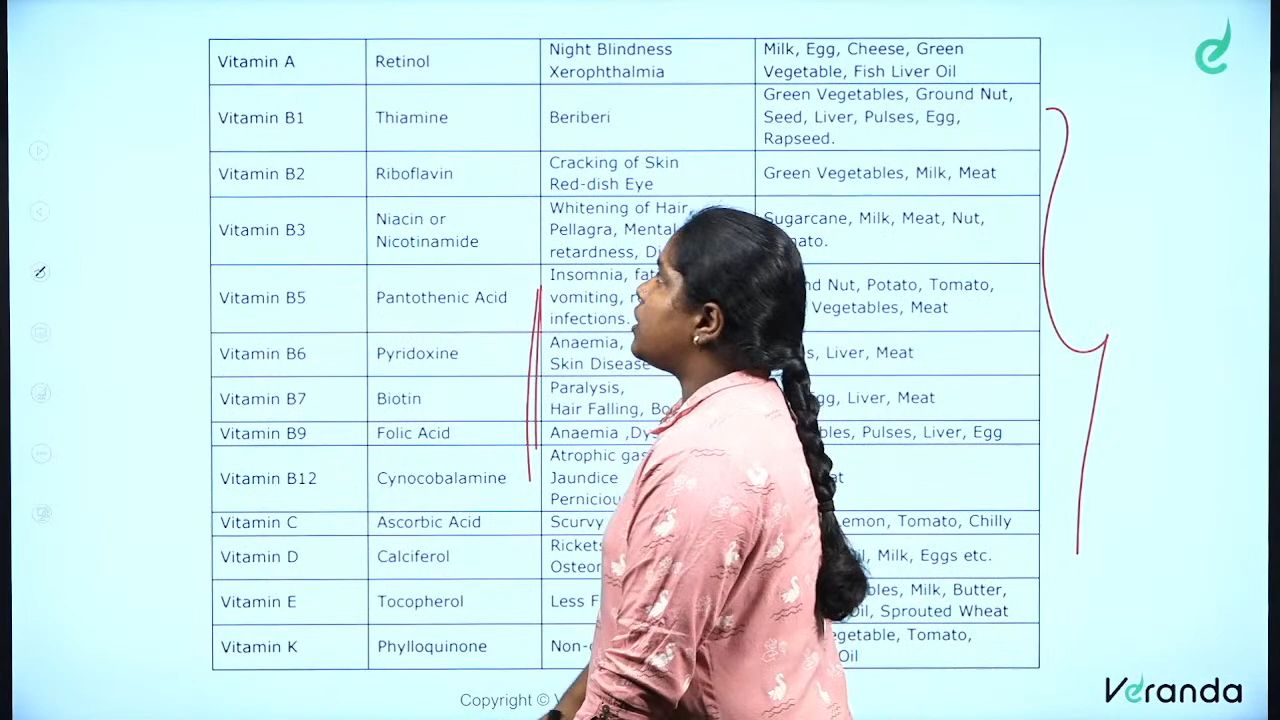 Vitamin A Retinol Night Blindness Xerophthalmia Milk, Egg, Cheese, Green Vegetable, Fish Liver Oil
Vitamin B1 Thiamine Beriberi Green Vegetables, Ground Nut, Seed, Liver, Pulses, Egg, Rapseed.
Vitamin B2 Riboflavin Cracking of Skin Red-dish Eye Green Vegetables, Milk, Meat
Vitamin B3 Niacin or Nicotinamide Whitening of Hair, Pellagra, Mental retardness, Sugarcane, Milk, Meat, Nut,
Vitamin B5 Pantothenic Acid Insomnia, vomiting, infections. Nut, Potato, Tomato, Vegetables, Meat
Vitamin B6 Pyridoxine Anaemia, Skin Disease Liver, Meat
Vitamin B7 Biotin Paralysis, Hair Falling, Liver, Meat
Vitamin B9 Folic Acid Anaemia , Pulses, Liver, Egg
Vitamin B12 Cynocobalamine Atrophic Jaundice
Vitamin C Ascorbic Acid Scurvy Lemon, Tomato, Chilly
Vitamin D Calciferol Rickets Milk, Eggs etc.
Vitamin E Tocopherol Less Milk, Butter, Oil, Sprouted Wheat
Vitamin K Phylloquinone Tomato, Oil
Copyright ©
Veranda